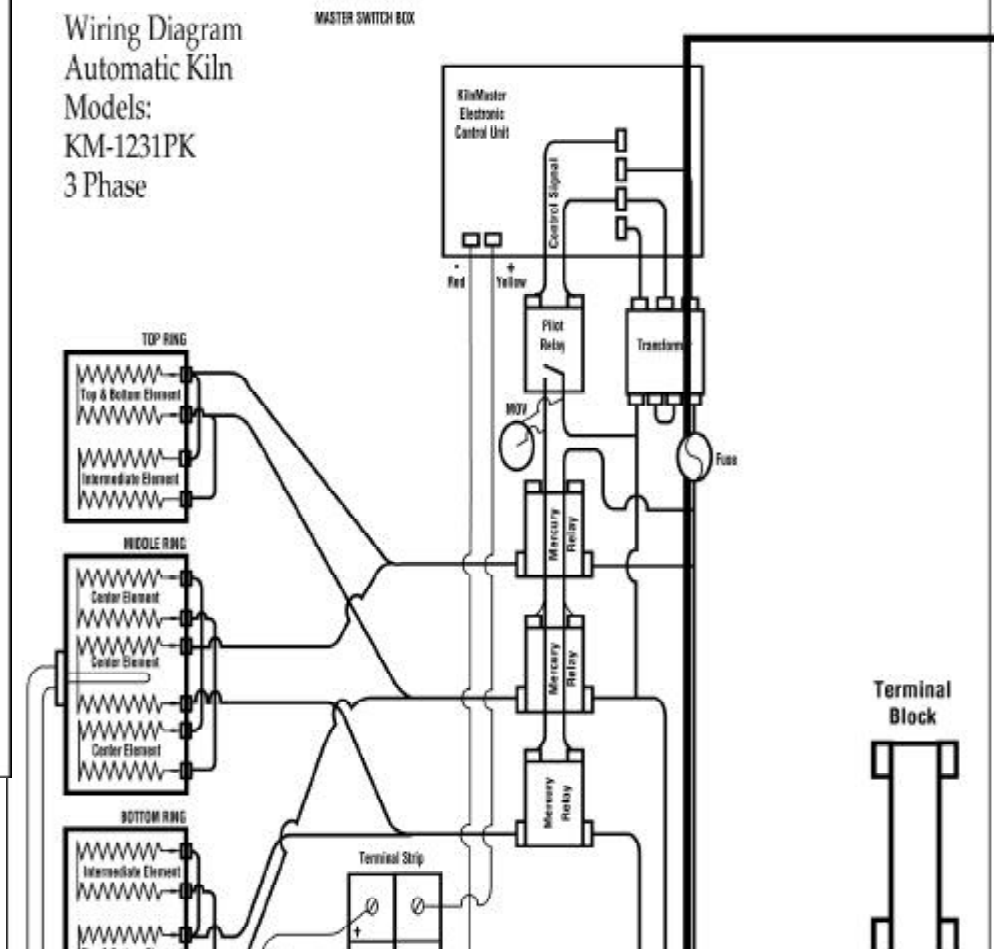 MASTER SWITCH BOX
Wiring Diagram
Automatic Kiln
Models:
KM-1231PK
3 Phase
KilnMaster
Electronic
Control Unit
Control Signal
-
Red
+
Yellow
Pilot
Relay
Transforme
MOV
Fuse
TOP RING
Top & Bottom Element
Intermediate Element
Mercury
Relay
MIDDLE RING
Center Element
Center Element
Center Element
Mercury
Relay
Terminal
Block
Mercury
Relay
BOTTOM RING
Intermediate Element
Terminal Strip
+